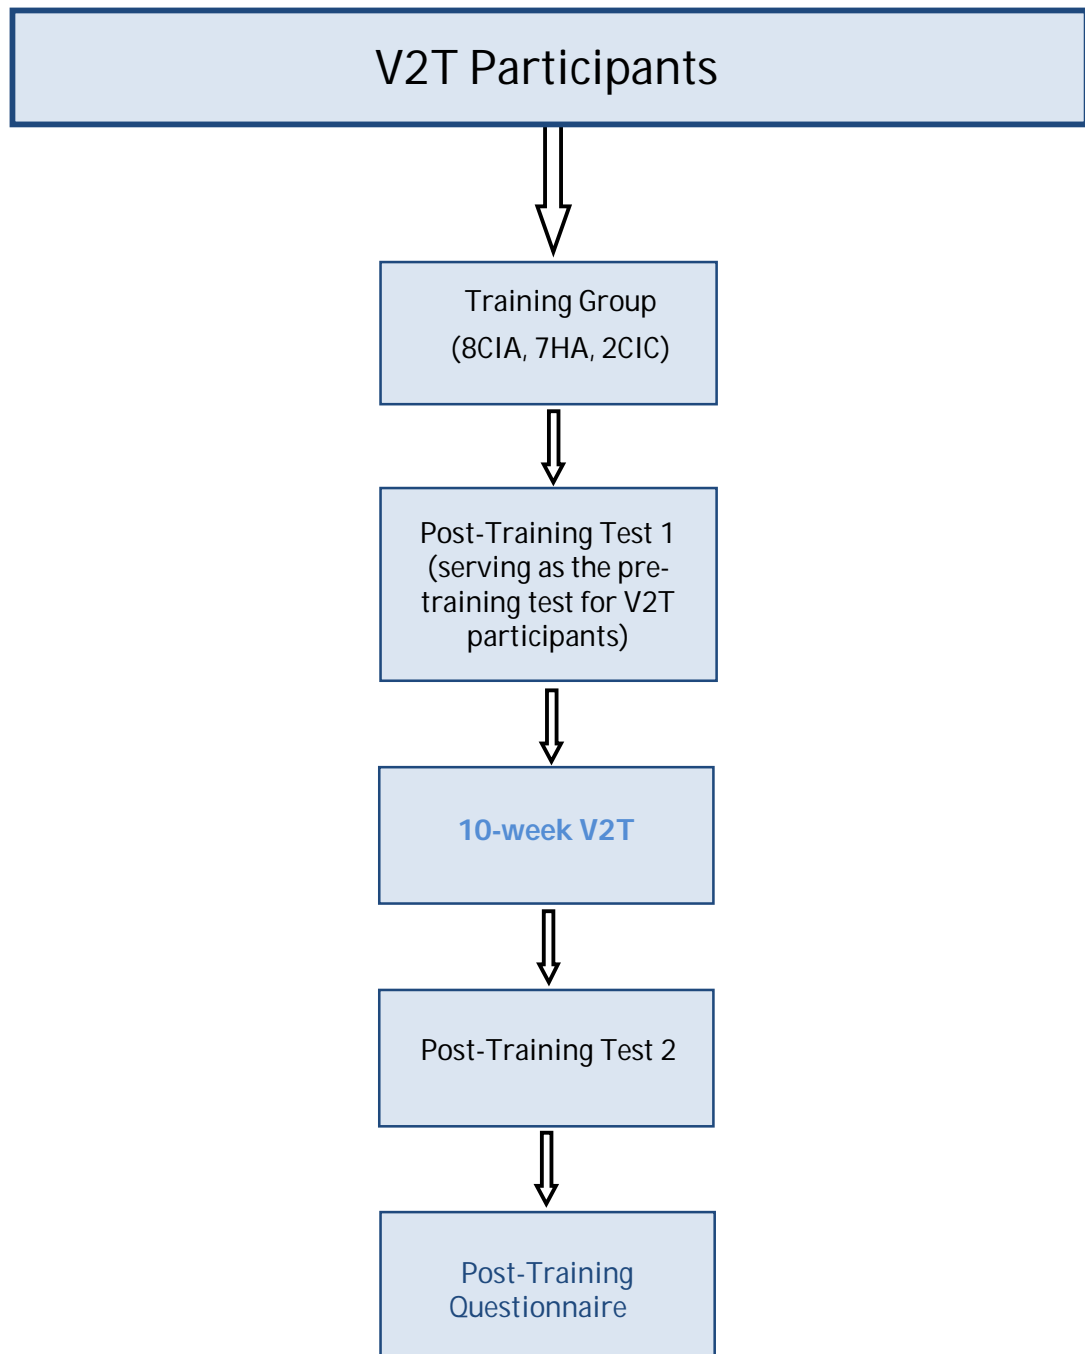 V2T Participants
Training Group
(8CIA, 7HA, 2CIC)
Post-Training Test 1
(serving as the pre-
training test for V2T
participants)
10-week V2T
Post-Training Test 2
Post-Training
Questionnaire